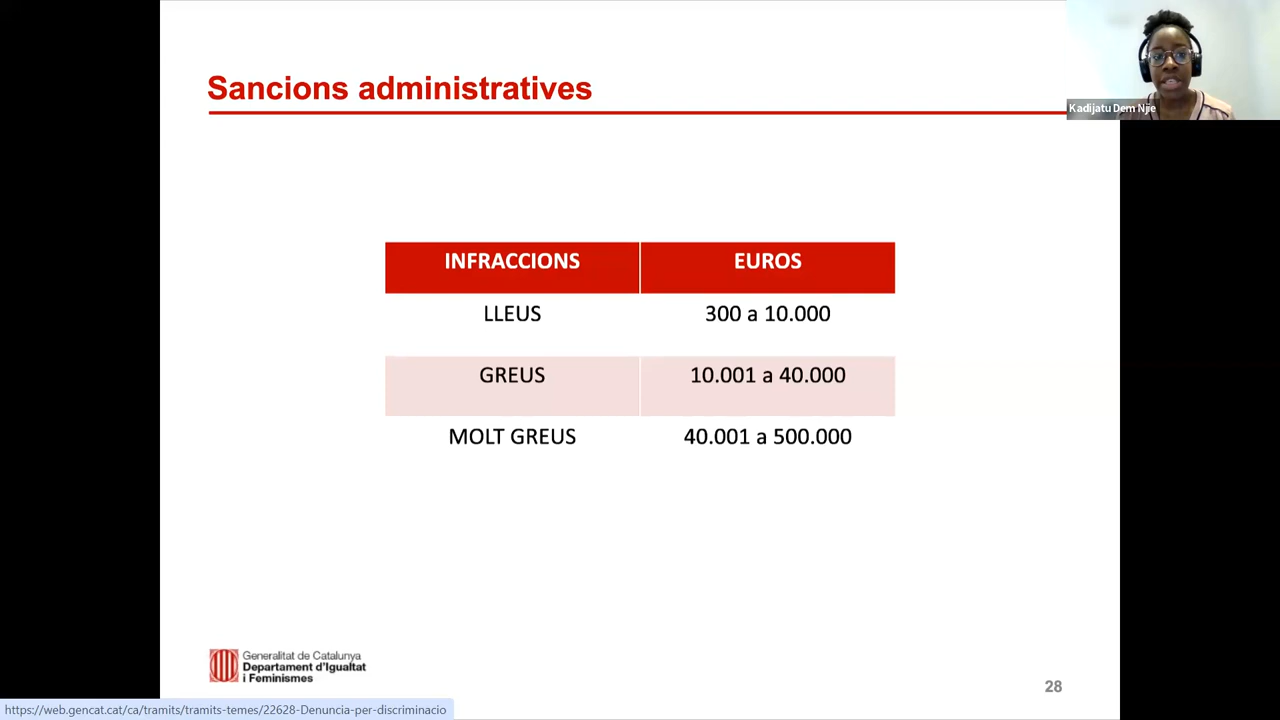 Sancions administratives
Kadijatu Dem Njie
INFRACCIONS EUROS
LLEUS 300 a 10.000
GREUS 10.001 a 40.000
MOLT GREUS 40.001 a 500.000
Generalitat de Catalunya
Departament d'Igualtat
i Feminismes
28
https://web.gencat.cat/ca/tramits/tramits-temes/22628-Denuncia-per-discriminacio